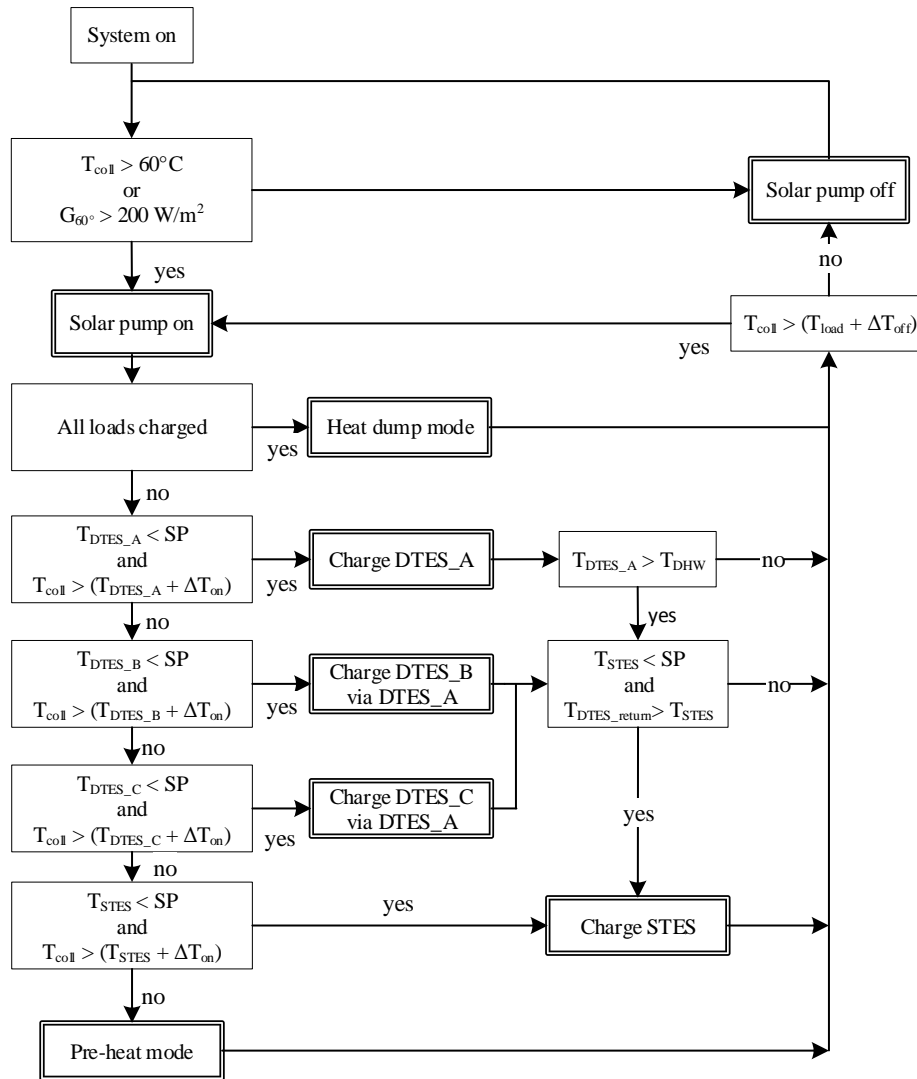 System on
T_coll > 60°C
or
G_60° > 200 W/m²
Solar pump off
yes
no
Solar pump on
T_coll > (T_load + ΔT_off)
yes
All loads charged
Heat dump mode
yes
no
T_DTES_A < SP
and
T_coll > (T_DTES_A + ΔT_on)
Charge DTES_A
T_DTES_A > T_DHW
no
yes
yes
no
T_DTES_B < SP
and
T_coll > (T_DTES_B + ΔT_on)
Charge DTES_B
via DTES_A
T_STES < SP
and
T_DTES_return > T_STES
no
yes
no
T_DTES_C < SP
and
T_coll > (T_DTES_C + ΔT_on)
Charge DTES_C
via DTES_A
yes
yes
no
T_STES < SP
and
T_coll > (T_STES + ΔT_on)
yes
Charge STES
no
Pre-heat mode